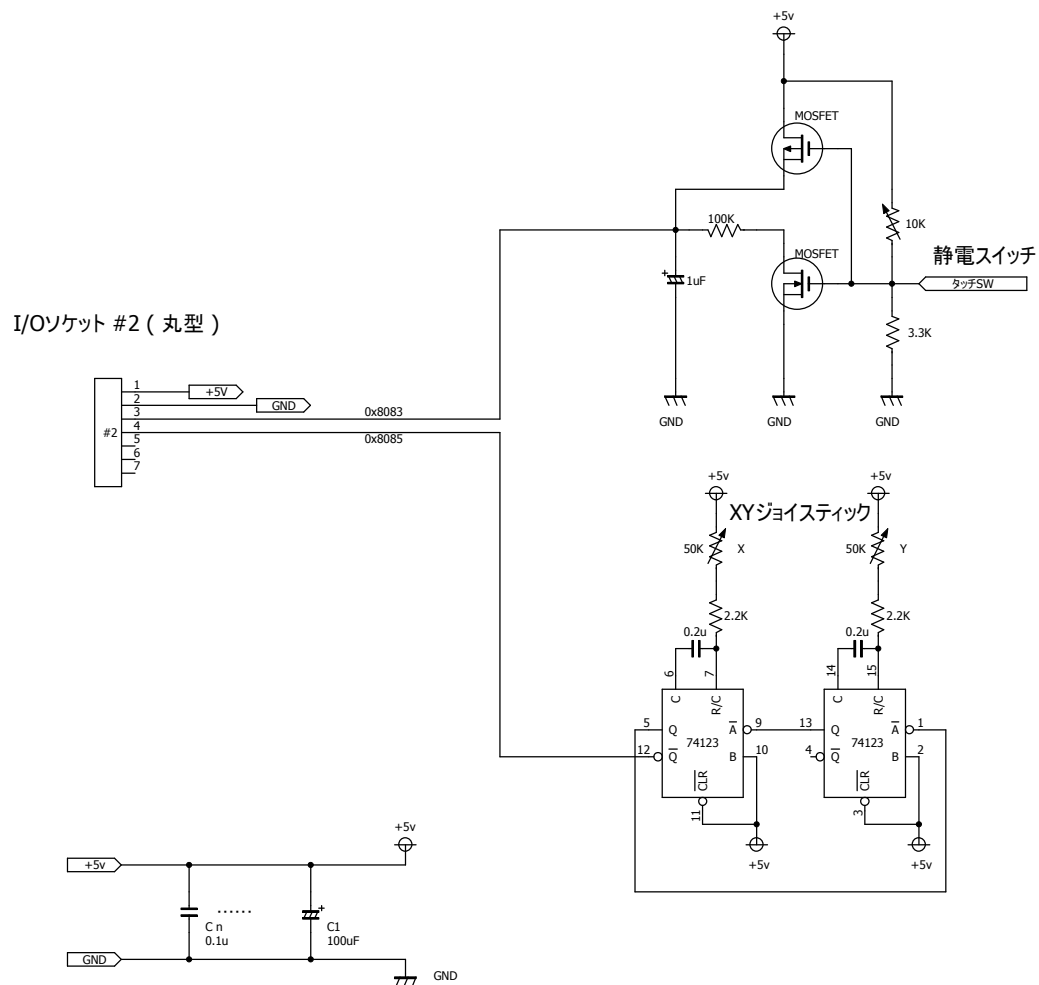 +5v
MOSFET
100K
10K
MOSFET
静電スイッチ
タッチSW
1uF
3.3K
I/Oソケット #2 ( 丸型 )
GND
GND
GND
#2
1
2
3
4
5
6
7
+5V
GND
0x8083
0x8085
+5v
+5v
XYジョイスティック
50K
X
50K
Y
2.2K
2.2K
0.2u
0.2u
6
7
14
15
C
R/C
C
R/C
5
Q
A
9
13
Q
A
1
74123
74123
12
Q
B
10
4
Q
B
2
CLR
CLR
11
3
+5v
+5v
+5v
+5v
C n
0.1u
......
C1
100uF
GND
GND